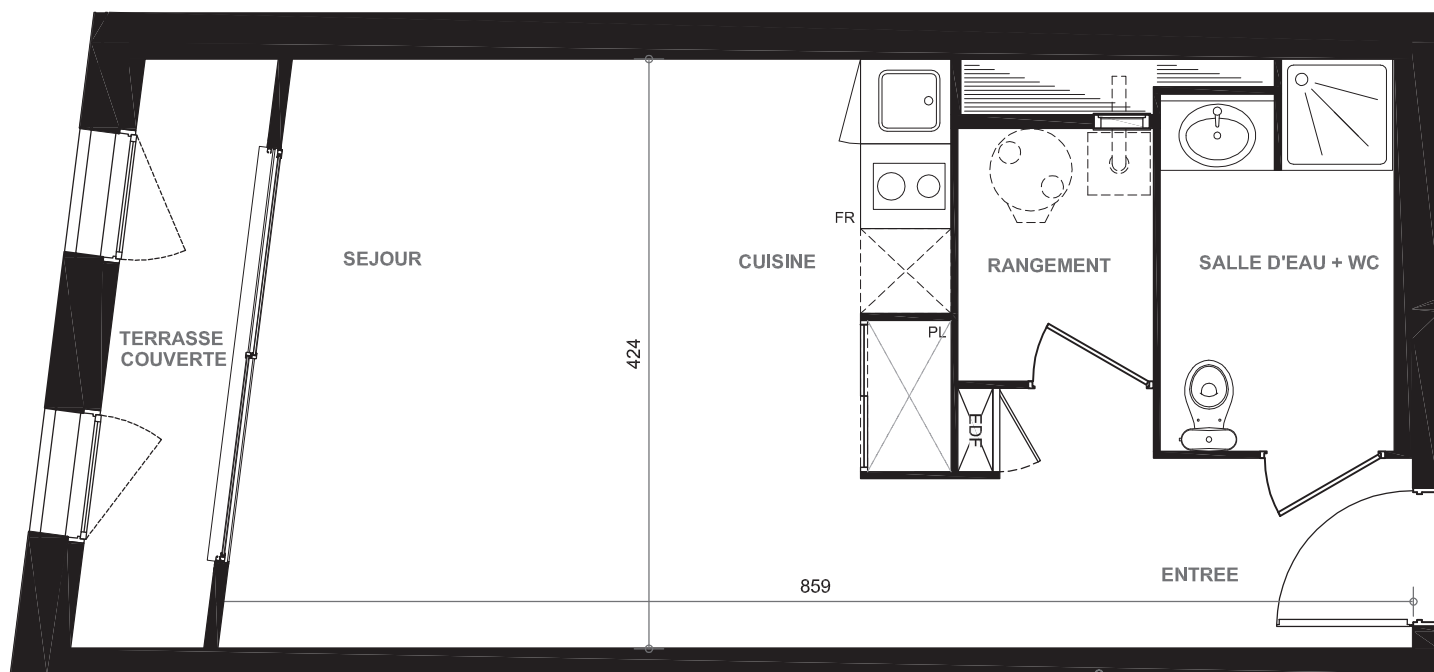 FR
SEJOUR
CUISINE
RANGEMENT
SALLE D'EAU + WC
TERRASSE
COUVERTE
PL
424
EDF
ENTREE
859